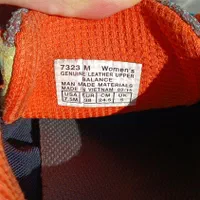 7323 M Women's
GENUINE LEATHER UPPER
BALANCE
MAN MADE MATERIALS
MADE IN VIETNAM
USA EUR CM UK
7.5M 38 24.5